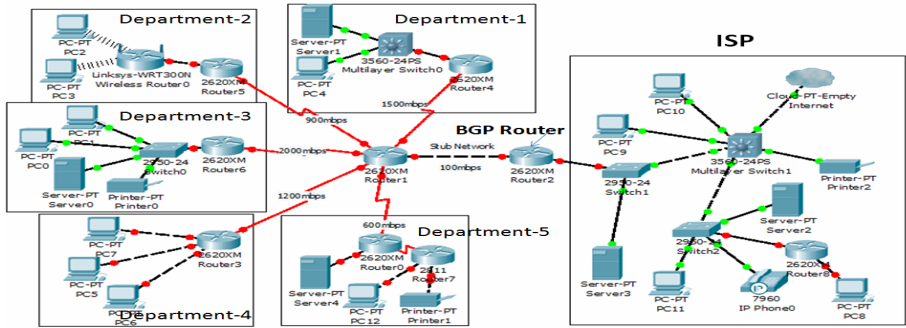 Department-2
PC-PT
PC2
PC-PT
PC3
Linksys-WRT300N
Wireless Router0
2620XM
Router5
Department-1
Server-PT
Server1
3560-24PS
Multilayer Switch0
PC-PT
PC4
2620XM
Router4
ISP
PC-PT
PC10
Cloud-PT-Empty
Internet
900mbps
1500mbps
Department-3
PC-PT
PC1
PC-PT
PC0
2950-24
Switch0
2620XM
Router6
Server-PT
Server0
Printer-PT
Printer0
2000mbps
2620XM
Router1
BGP Router
Stub Network
100mbps
2620XM
Router2
PC-PT
PC9
2950-24
Switch1
3560-24PS
Multilayer Switch1
Printer-PT
Printer2
1200mbps
PC-PT
PC7
PC-PT
PC5
PC-PT
PC6
2620XM
Router3
Department-4
600mbps
Department-5
2620XM
Router0
2811
Router7
Server-PT
Server4
PC-PT
PC12
Printer-PT
Printer1
Server-PT
Server2
2950-24
Switch2
2620XM
Router8
Server-PT
Server3
PC-PT
PC11
7960
IP Phone0
PC-PT
PC8